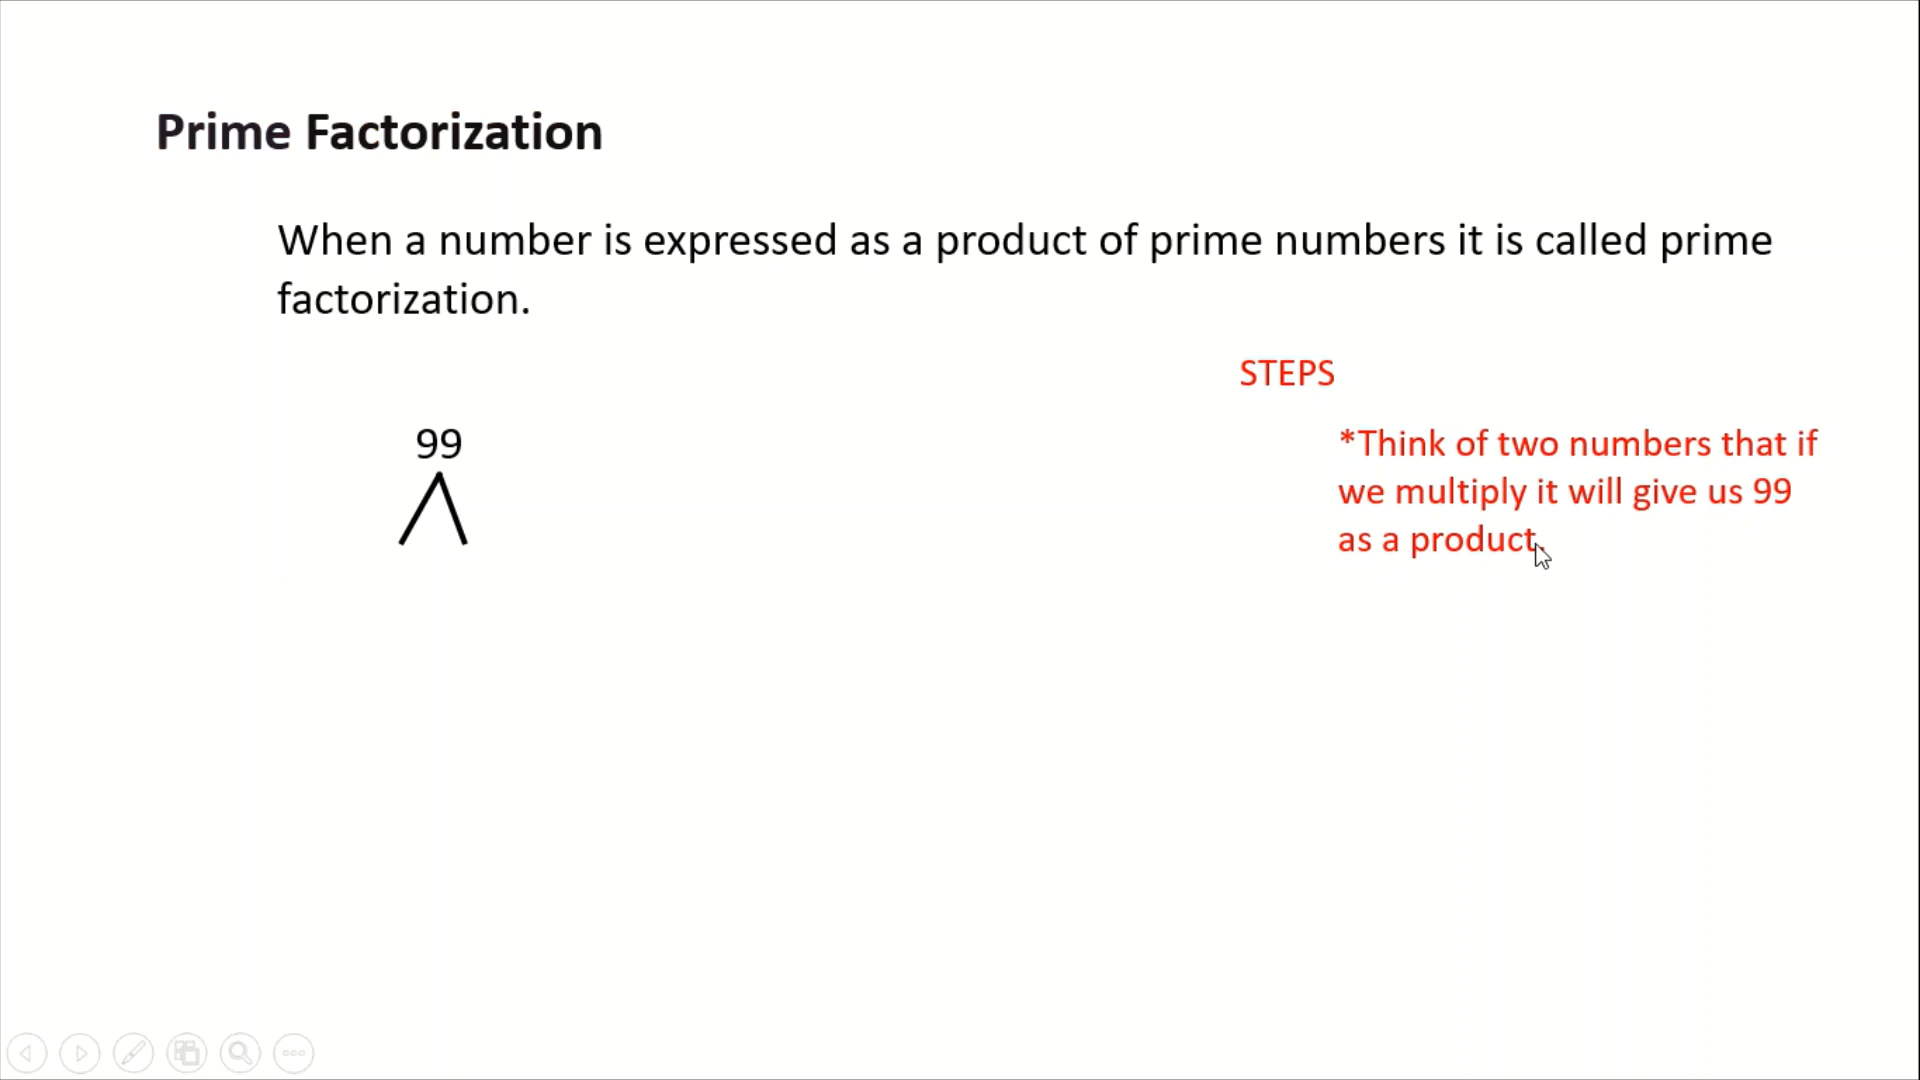 Prime Factorization
When a number is expressed as a product of prime numbers it is called prime
factorization.
STEPS
99
*Think of two numbers that if
we multiply it will give us 99
as a product.